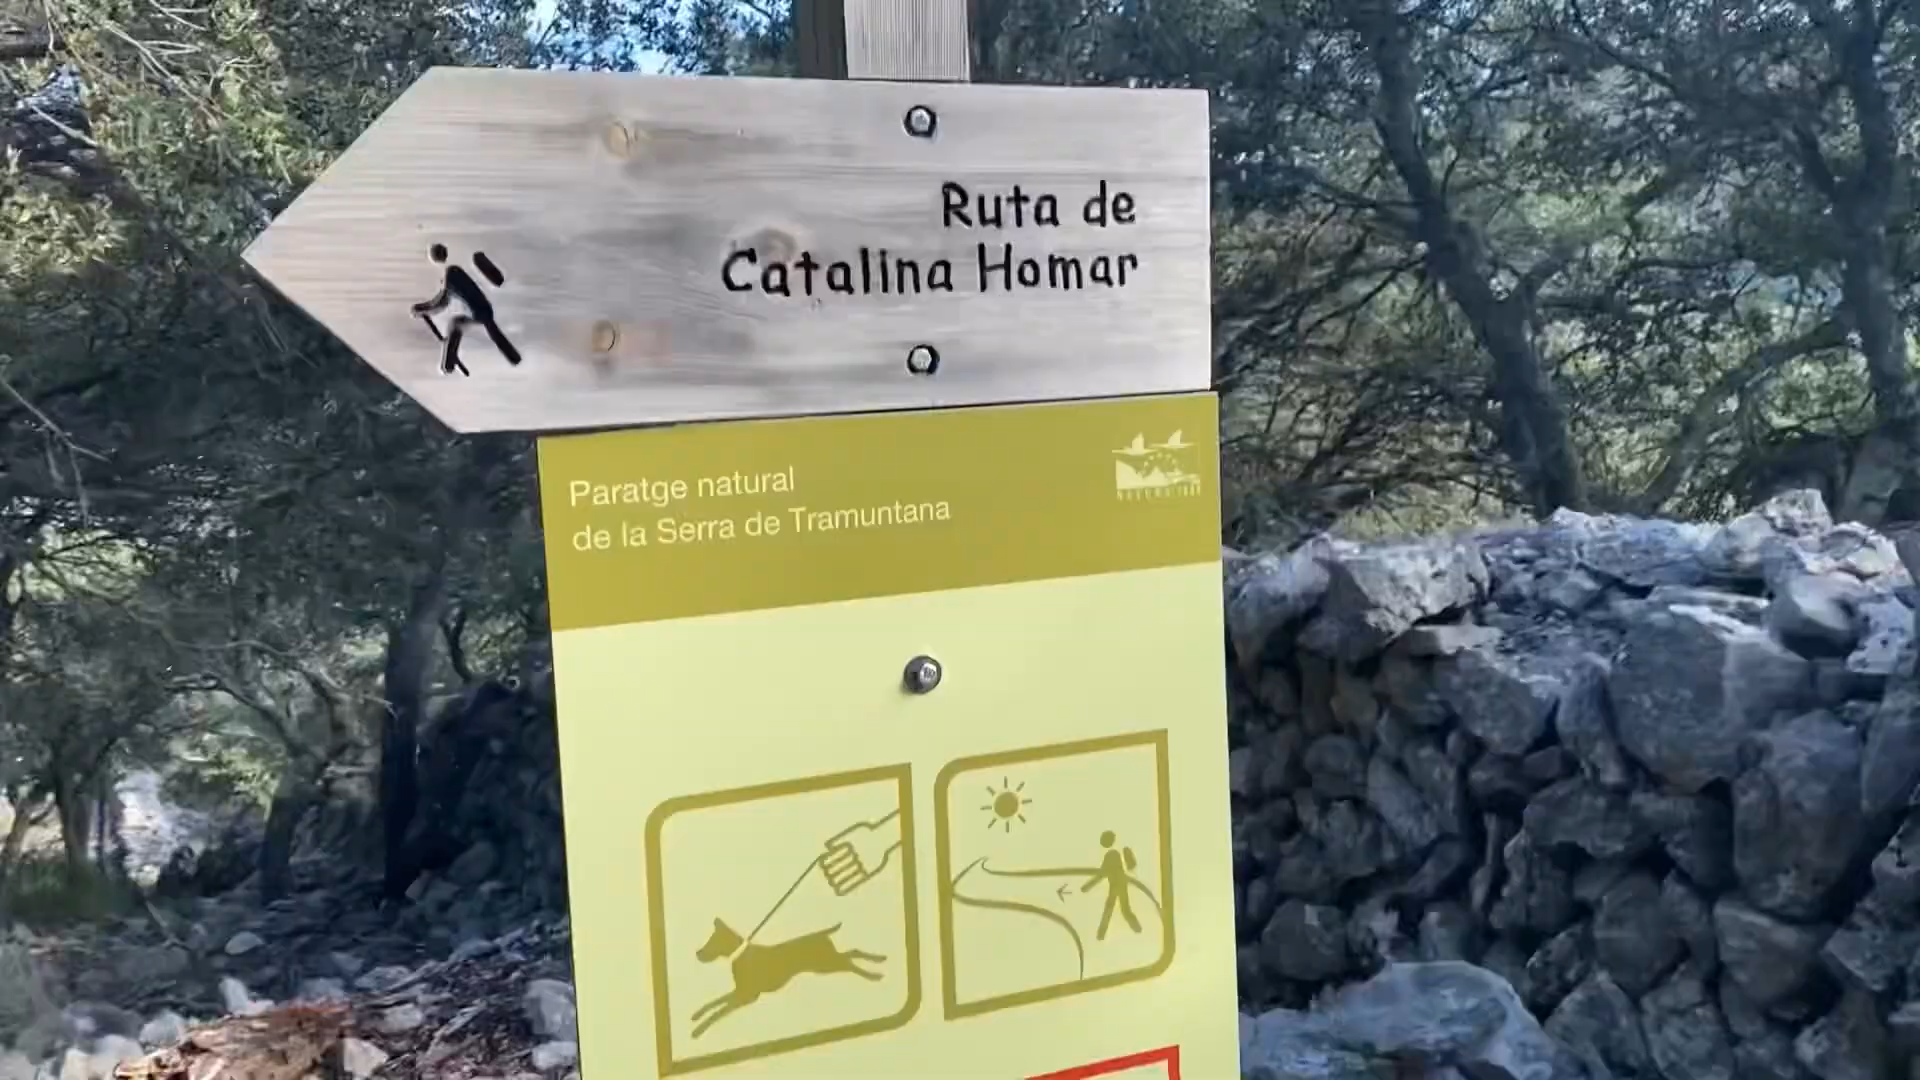 Ruta de
Catalina Homar
Paratge natural
de la Serra de Tramuntana